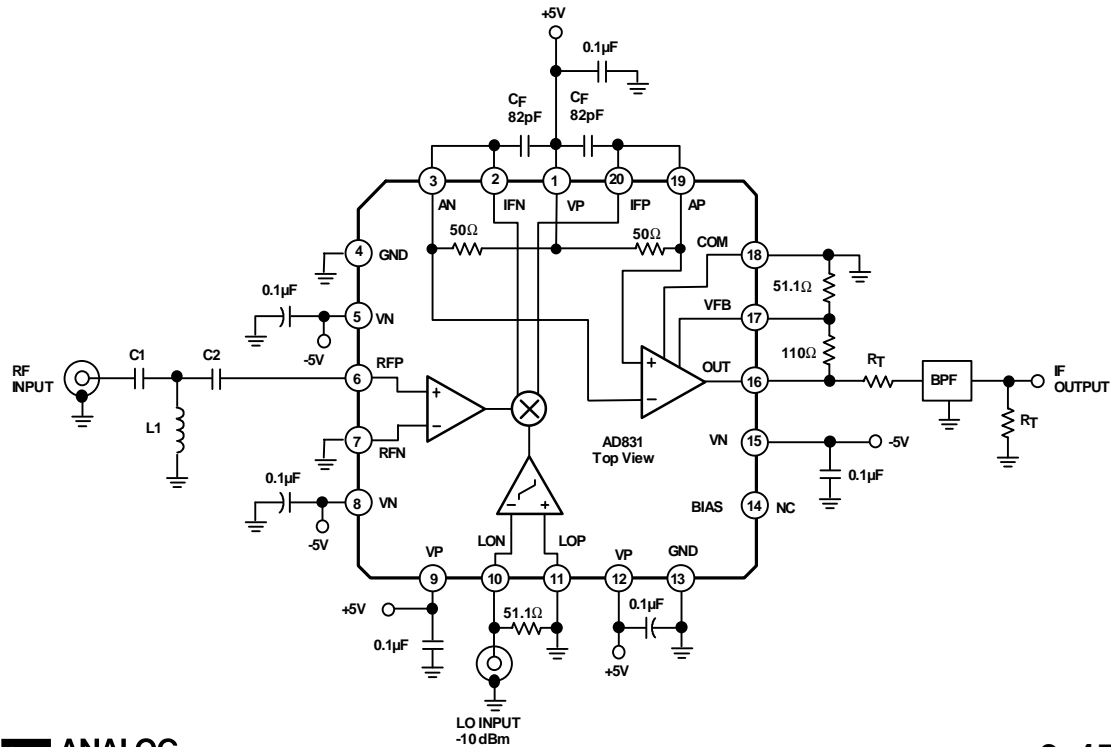 +5V
0.1µF
CF
82pF
CF
82pF
3
2
1
20
19
AN
IFN
VP
IFP
AP
50Ω
50Ω
COM
18
4
GND
51.1Ω
0.1µF
5
VN
VFB
17
-5V
110Ω
C1
C2
RF
INPUT
6
RFP
+
−
+
−
OUT
16
RT
BPF
IF
OUTPUT
L1
7
RFN
AD831
Top View
VN
15
-5V
RT
0.1µF
0.1µF
8
VN
-5V
− +
BIAS
14
NC
LON
LOP
VP
VP
GND
9
10
11
12
13
+5V
51.1Ω
0.1µF
0.1µF
+5V
LO INPUT
-10 dBm